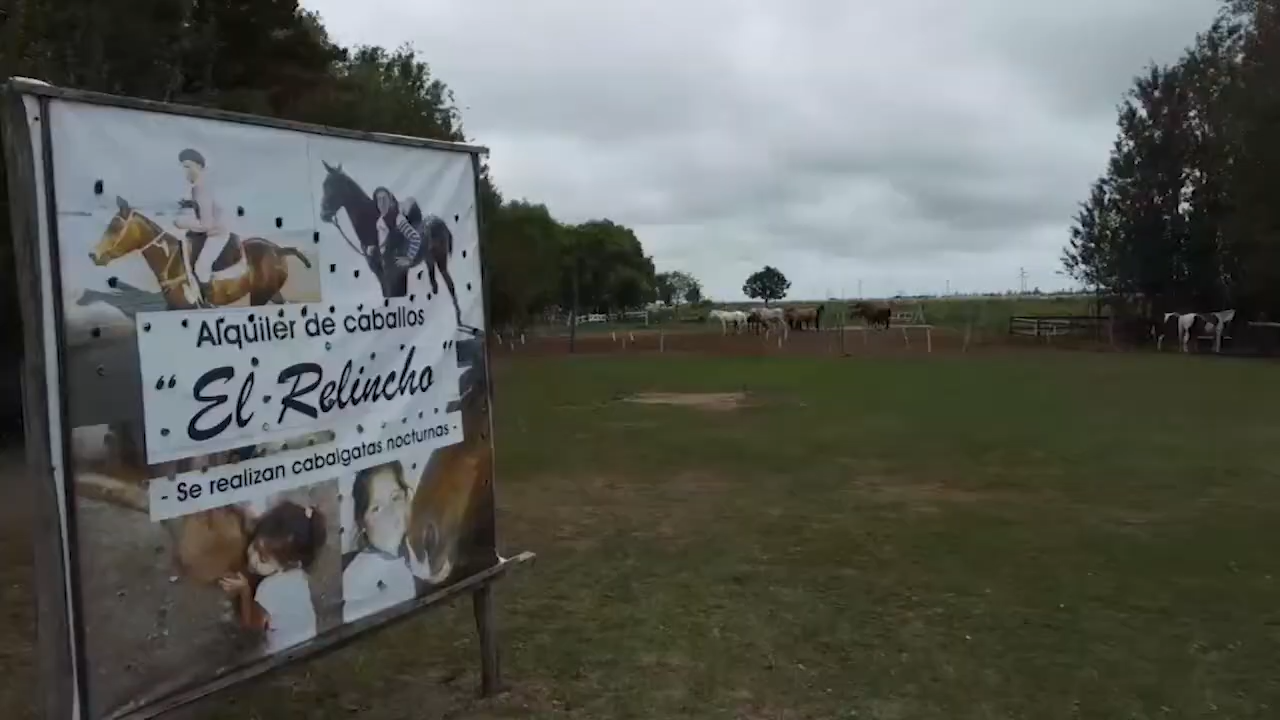 Alquiler de caballos
"El Relincho"
- Se realizan cabalgatas nocturnas -